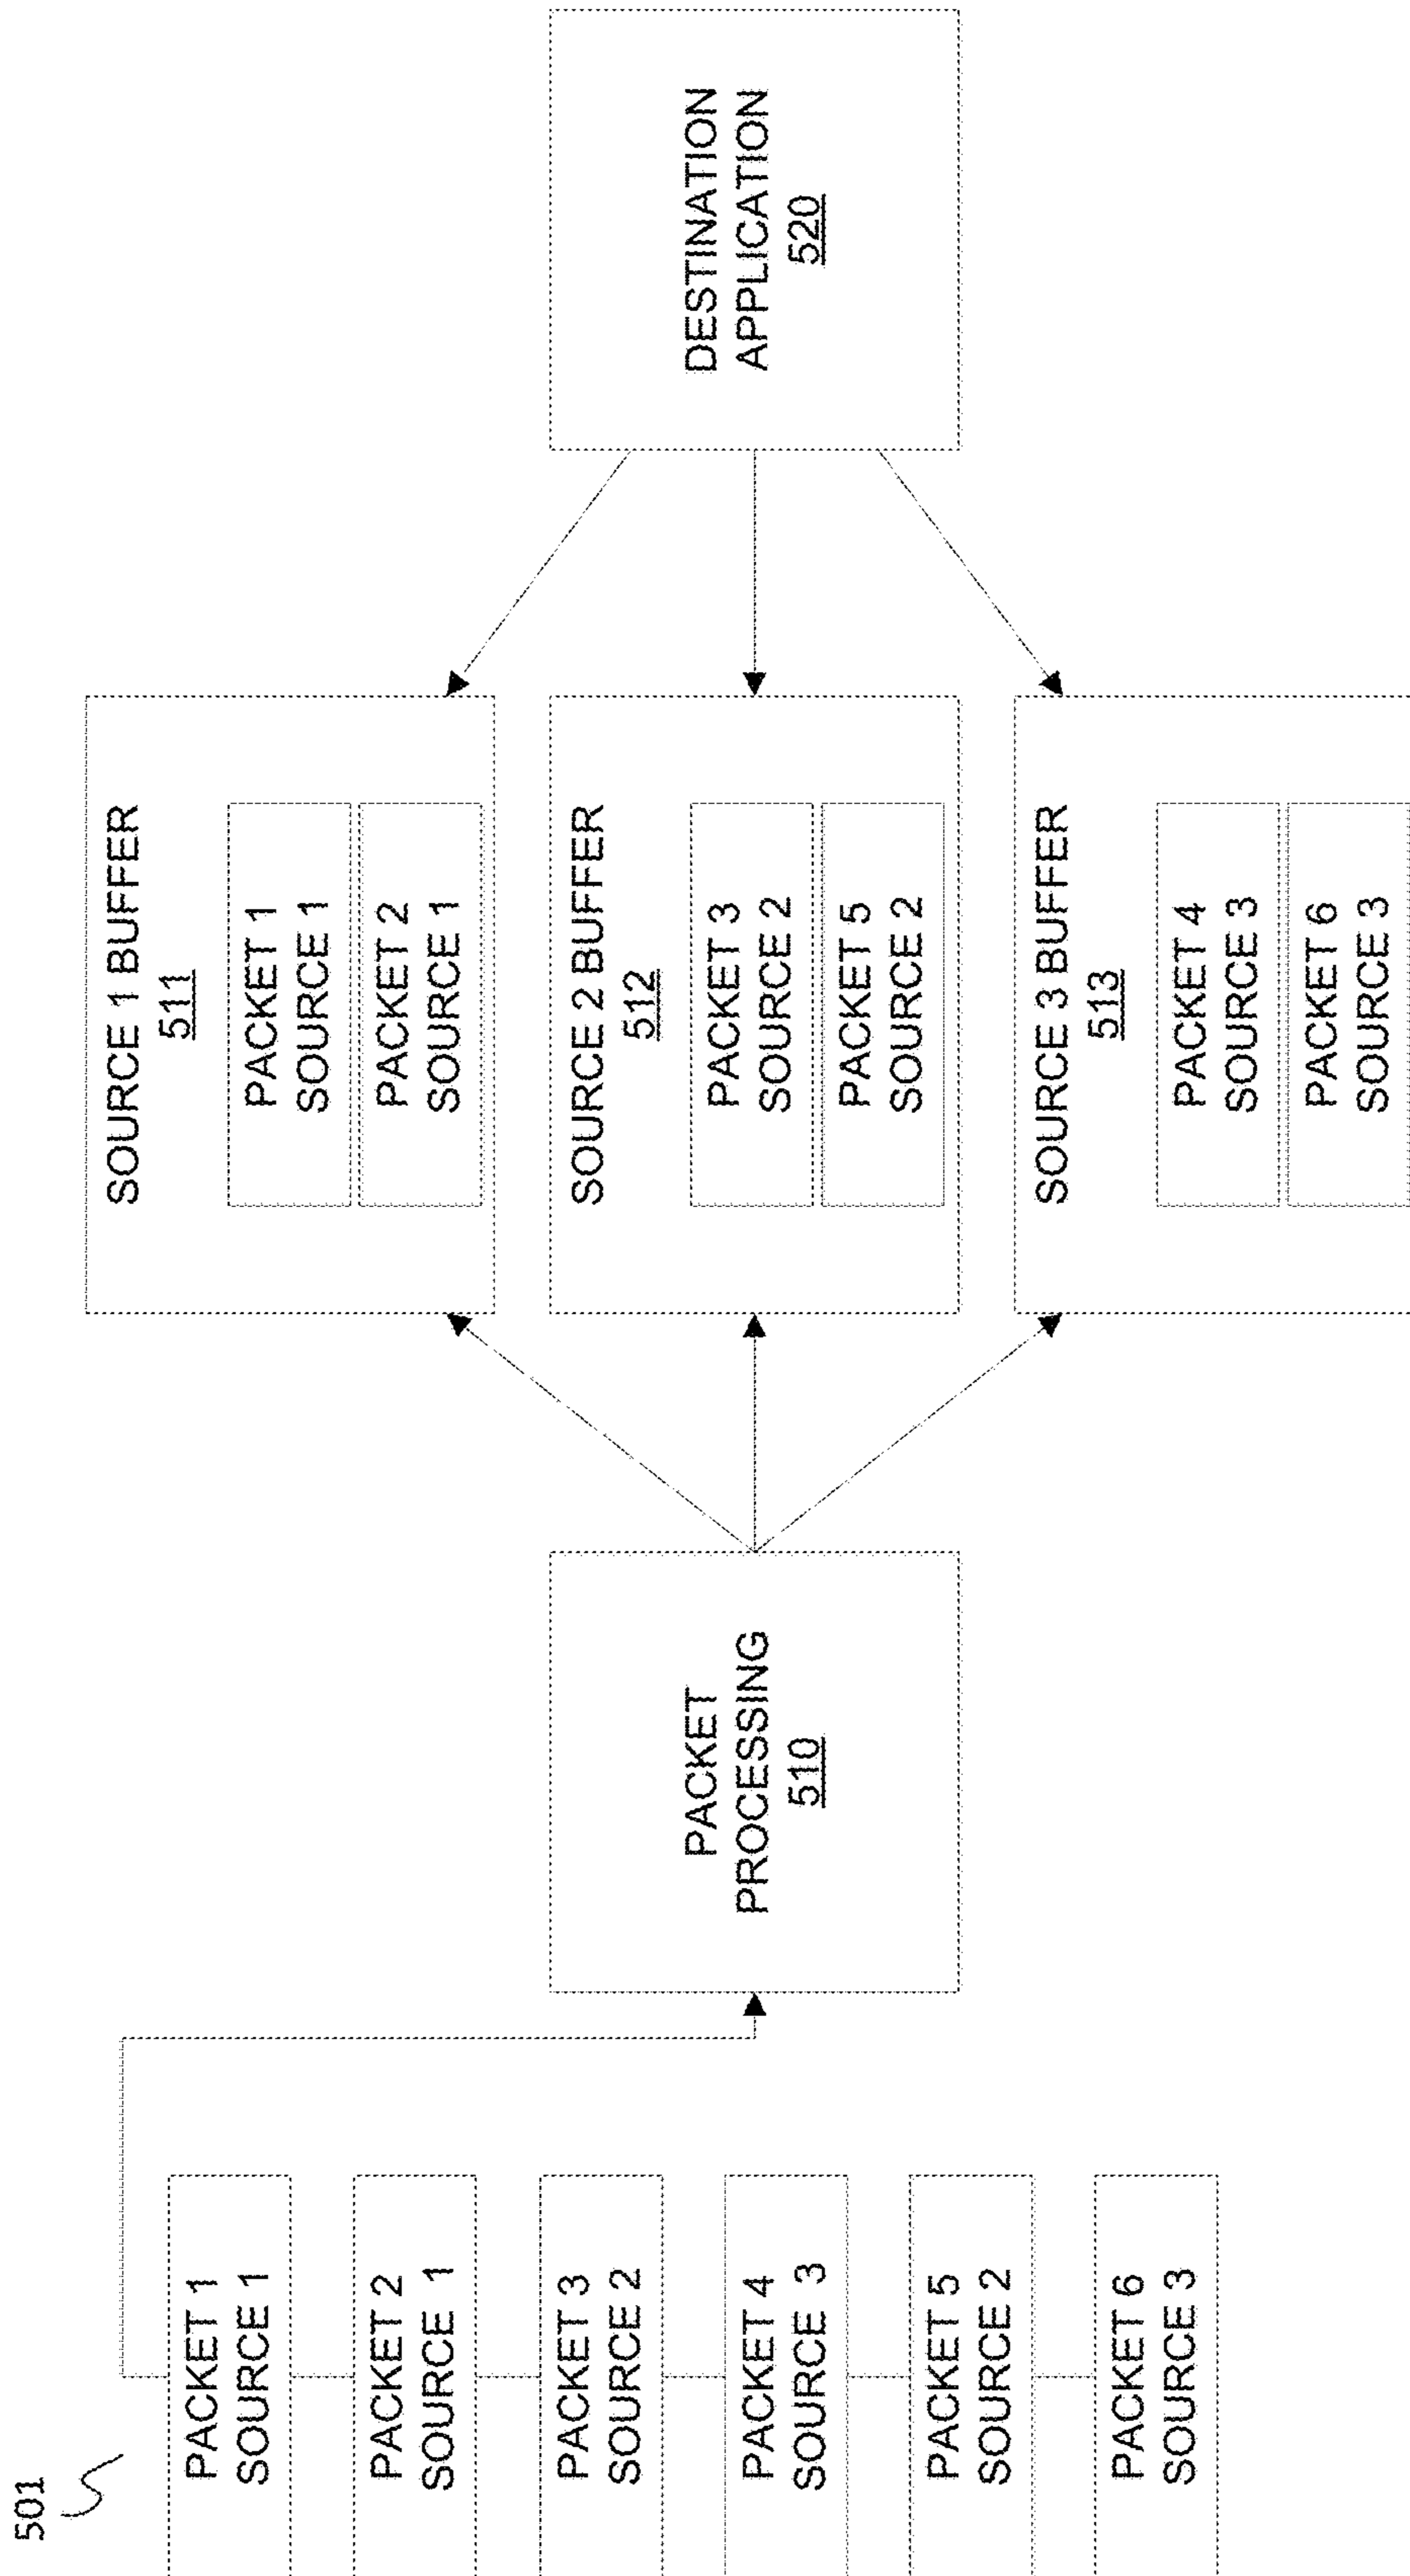 501
PACKET 1
SOURCE 1
PACKET 2
SOURCE 1
PACKET 3
SOURCE 2
PACKET 4
SOURCE 3
PACKET 5
SOURCE 2
PACKET 6
SOURCE 3
PACKET
PROCESSING
510
SOURCE 1 BUFFER
511
PACKET 1
SOURCE 1
PACKET 2
SOURCE 1
SOURCE 2 BUFFER
512
PACKET 3
SOURCE 2
PACKET 5
SOURCE 2
SOURCE 3 BUFFER
513
PACKET 4
SOURCE 3
PACKET 6
SOURCE 3
DESTINATION
APPLICATION
520